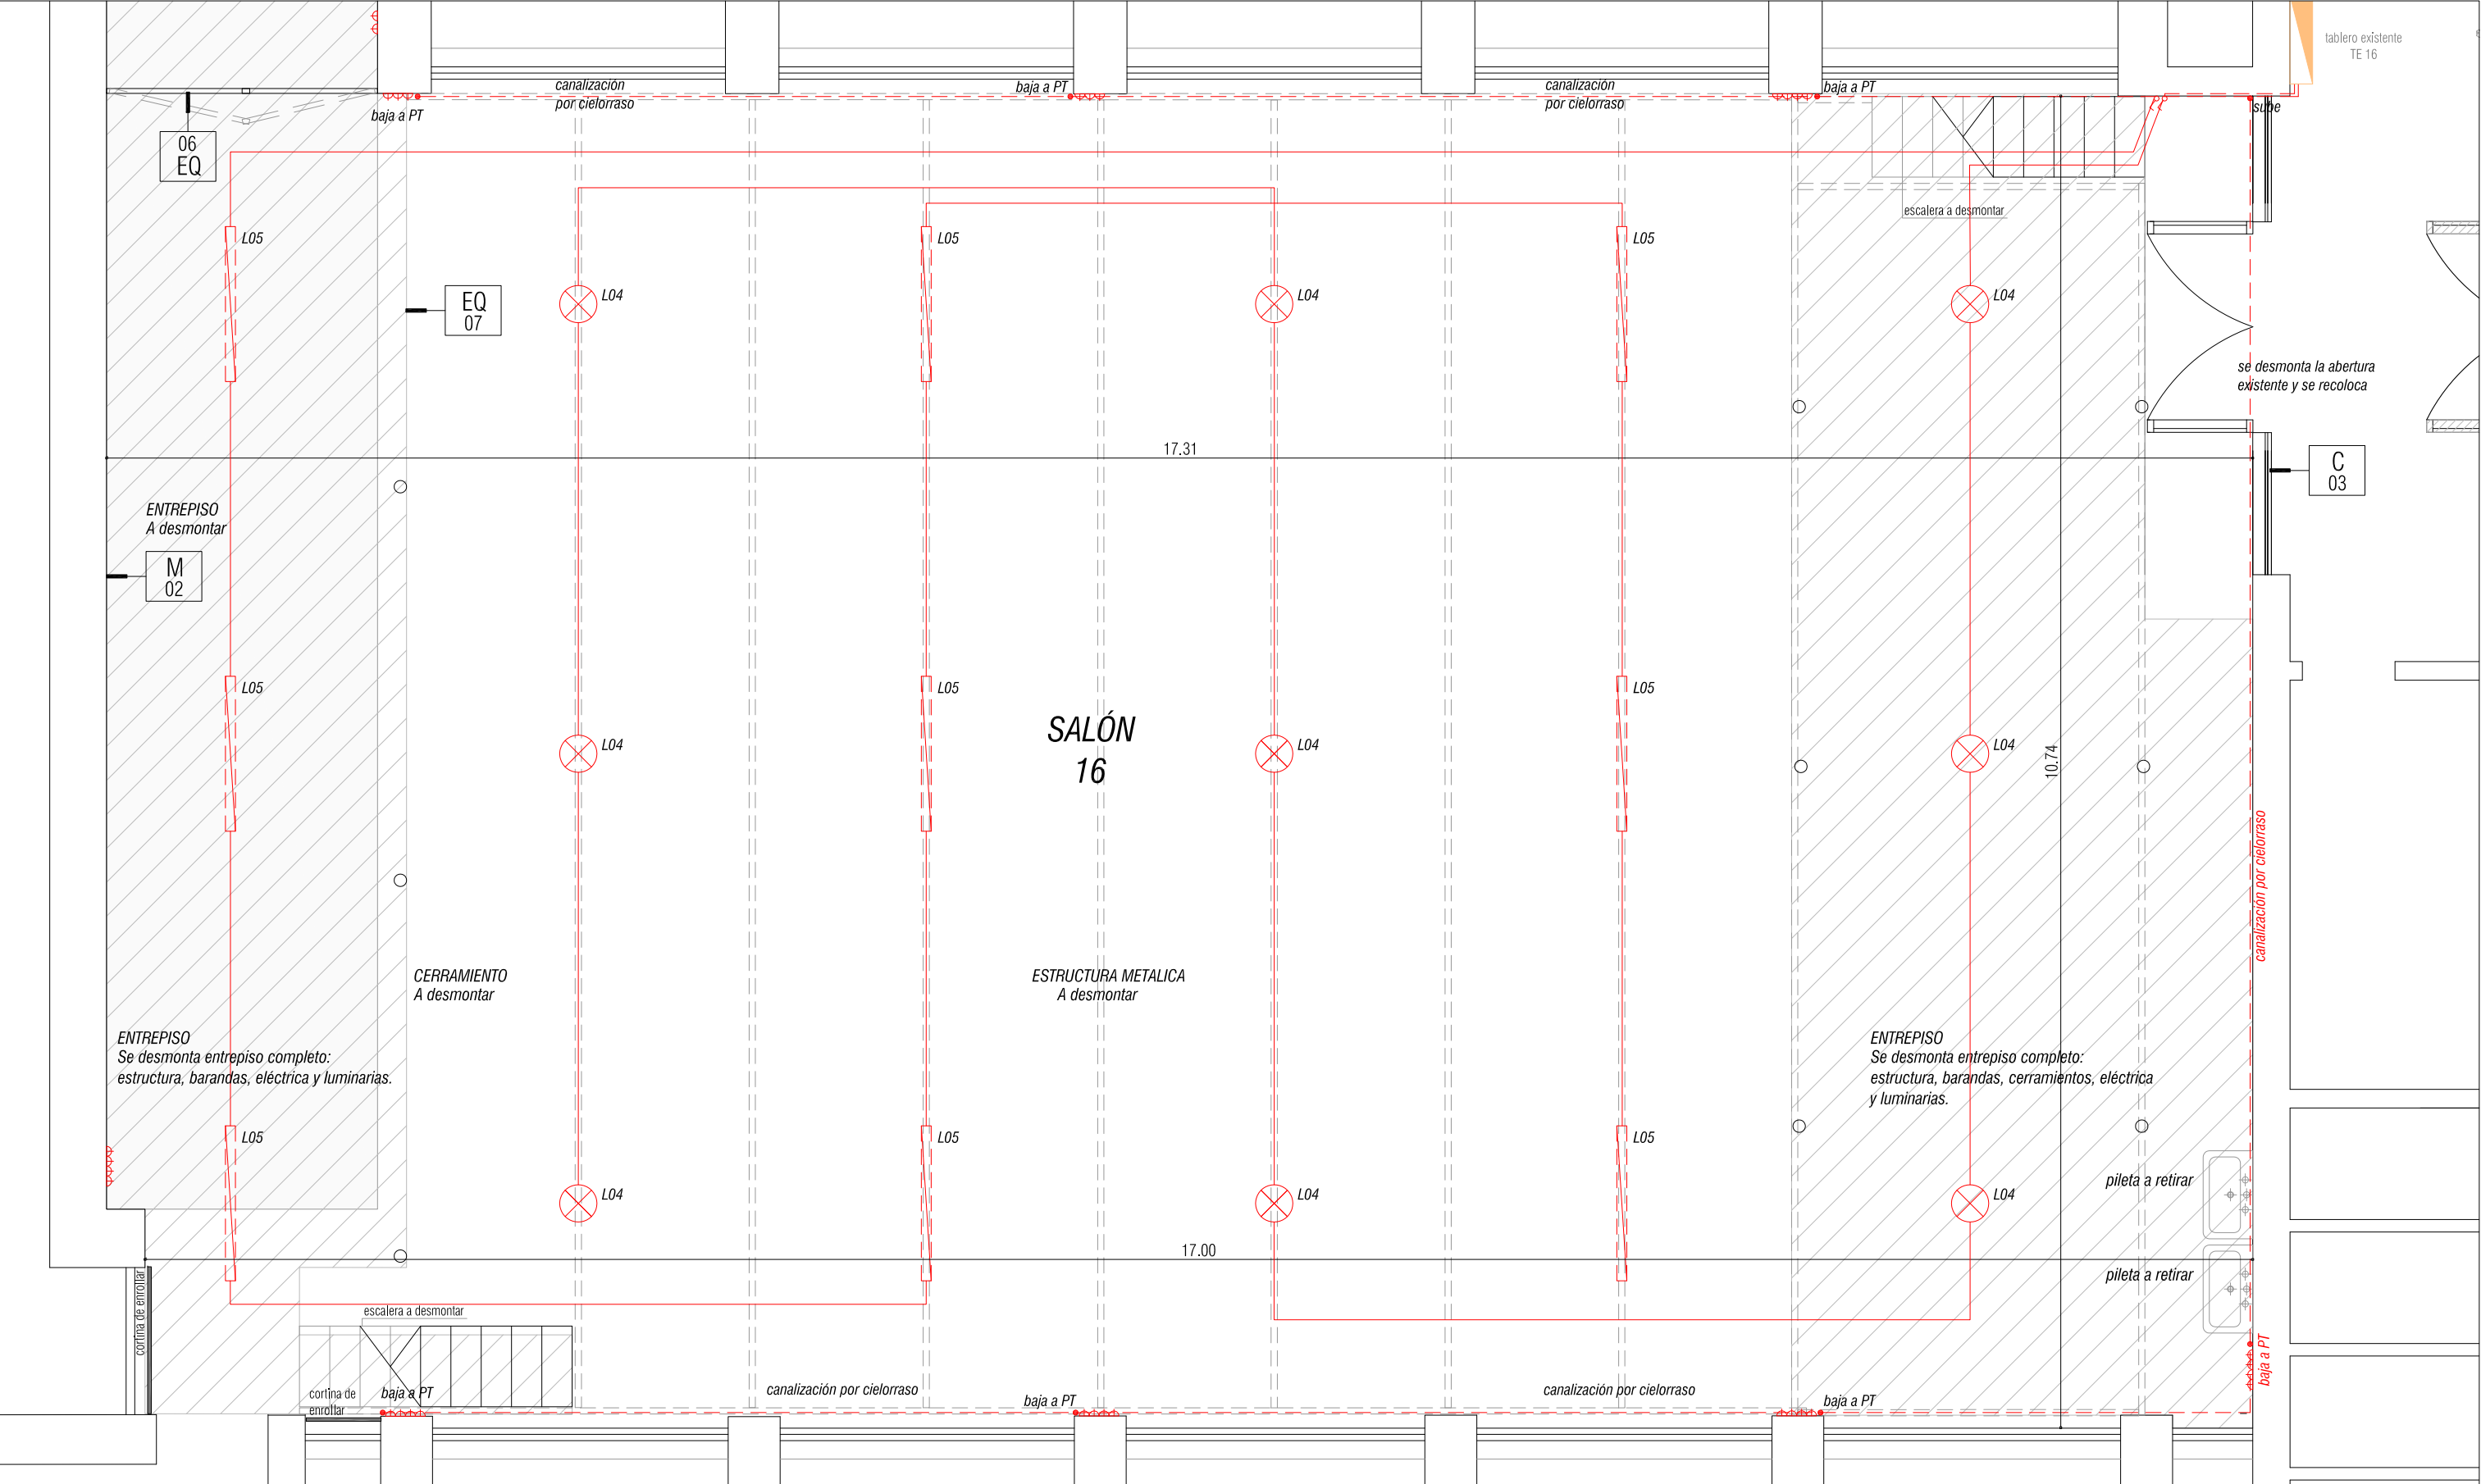 tablero existente
TE 16
canalización
por cielorraso
baja a PT
canalización
por cielorraso
baja a PT
baja a PT
sube
06
EQ
escalera a desmontar
L05
L05
L05
EQ
07
L04
L04
L04
se desmonta la abertura
existente y se recoloca
17.31
C
03
ENTREPISO
A desmontar
M
02
L05
L05
L05
SALÓN
16
L04
L04
L04
10.74
canalización por cielorraso
CERRAMIENTO
A desmontar
ESTRUCTURA METALICA
A desmontar
ENTREPISO
Se desmonta entrepiso completo:
estructura, barandas, eléctrica y luminarias.
ENTREPISO
Se desmonta entrepiso completo:
estructura, barandas, cerramientos, eléctrica
y luminarias.
L05
L05
L05
pileta a retirar
L04
L04
L04
17.00
pileta a retirar
cortina de enrollar
escalera a desmontar
baja a PT
cortina de
enrollar
baja a PT
canalización por cielorraso
baja a PT
canalización por cielorraso
baja a PT